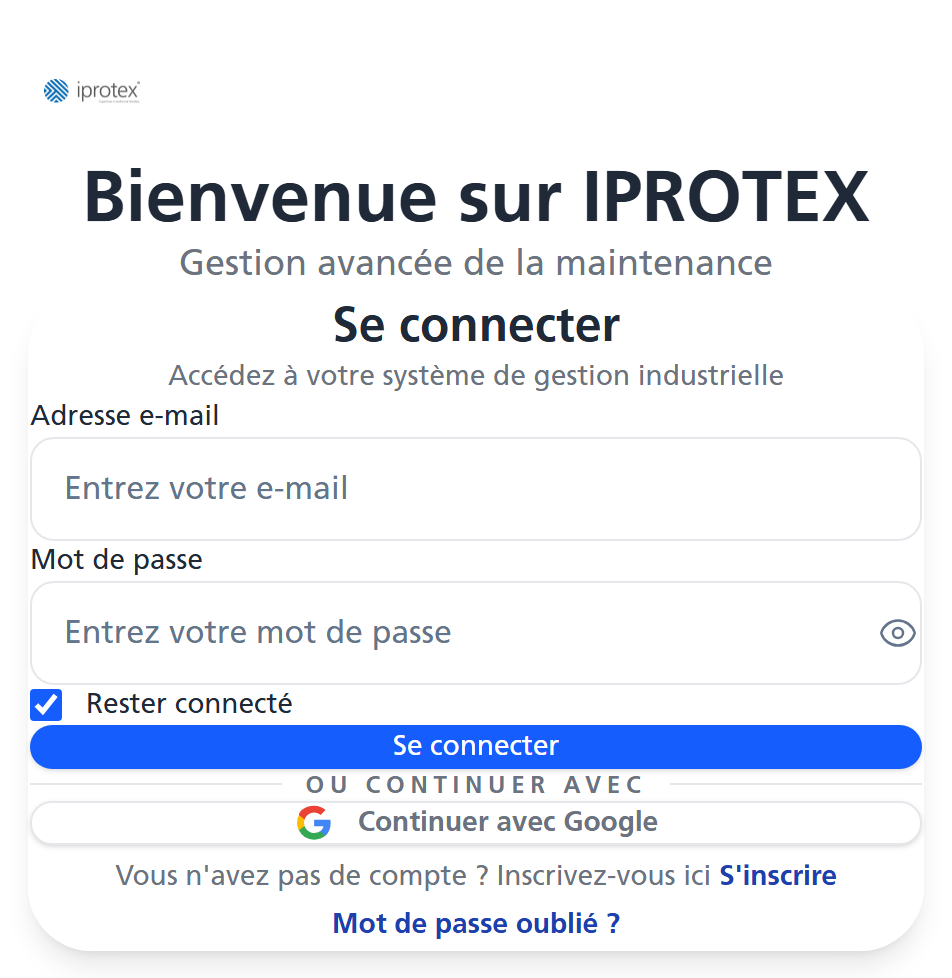 iprotex
Bienvenue sur IPROTEX
Gestion avancée de la maintenance
Se connecter
Accédez à votre système de gestion industrielle
Adresse e-mail
Entrez votre e-mail
Mot de passe
Entrez votre mot de passe
Rester connecté
Se connecter
OU CONTINUER AVEC
Continuer avec Google
Vous n'avez pas de compte ? Inscrivez-vous ici S'inscrire
Mot de passe oublié ?